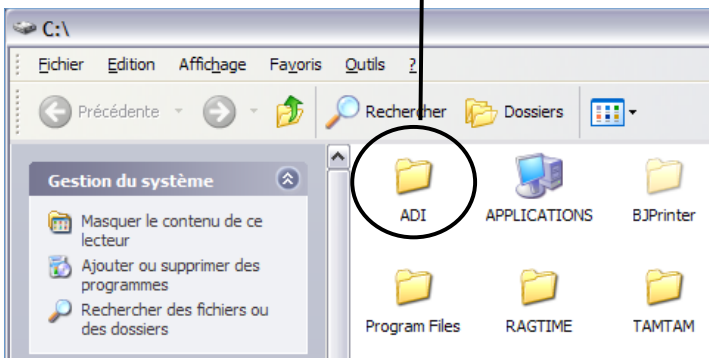 C:\
Fichier Edition Affichage Favoris Outils ?
Précédente Rechercher Dossiers
Gestion du système
Masquer le contenu de ce
lecteur
Ajouter ou supprimer des
programmes
Rechercher des fichiers ou
des dossiers
ADI APPLICATIONS BJPrinter
Program Files RAGTIME TAMTAM